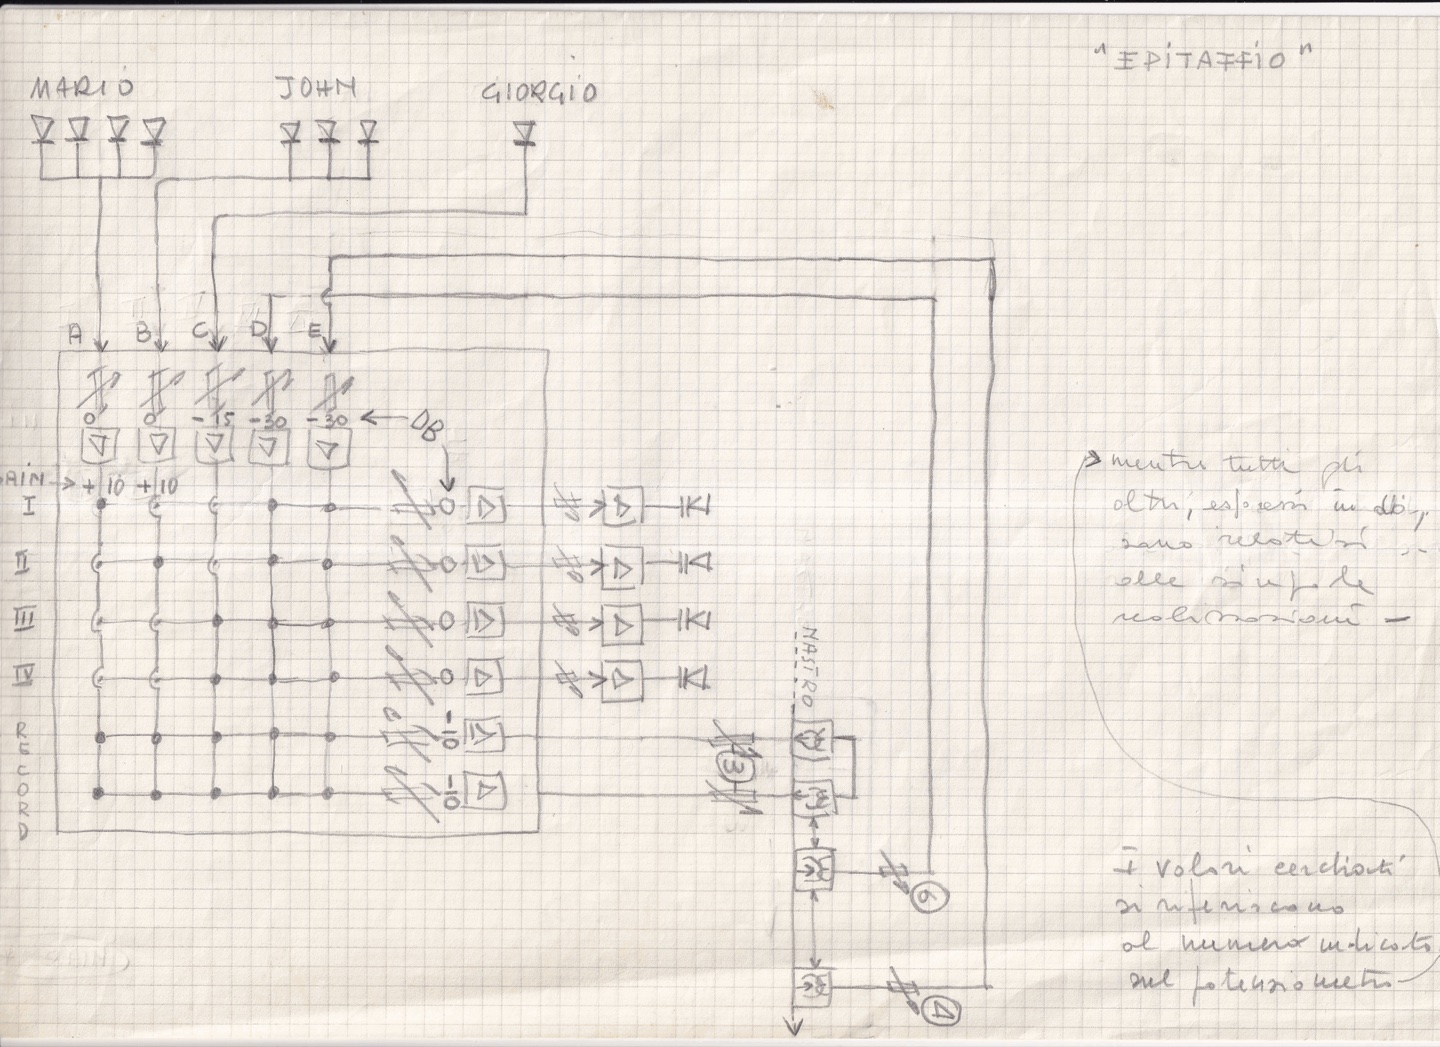 "EPITAFFIO"
MARIO JOHN GIORGIO
A B C D E
0 0 -15 -30 -30 ← DB
GAIN → +10 +10
I 0
II 0
III 0
IV 0
RECORD
-10
-10
NASTRO
3
6
4
mentre tutti gli
altri, espressi in db,
sono relativi
alle singole
realizzazioni -
I valori cerchiati
si riferiscono
al numero indicato
sul potenziometro